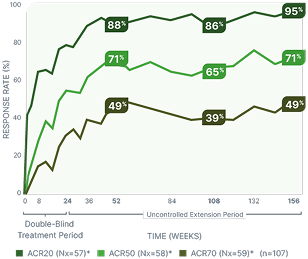 RESPONSE RATE (%)
100
80
60
40
20
0
88%
86%
95%
71%
65%
71%
49%
39%
49%
0 8 16 24 36 52 84 108 132 156
Double-Blind
Treatment Period
Uncontrolled Extension Period
TIME (WEEKS)
ACR20 (Nx=57)* ACR50 (Nx=58)* ACR70 (Nx=59)* (n=107)